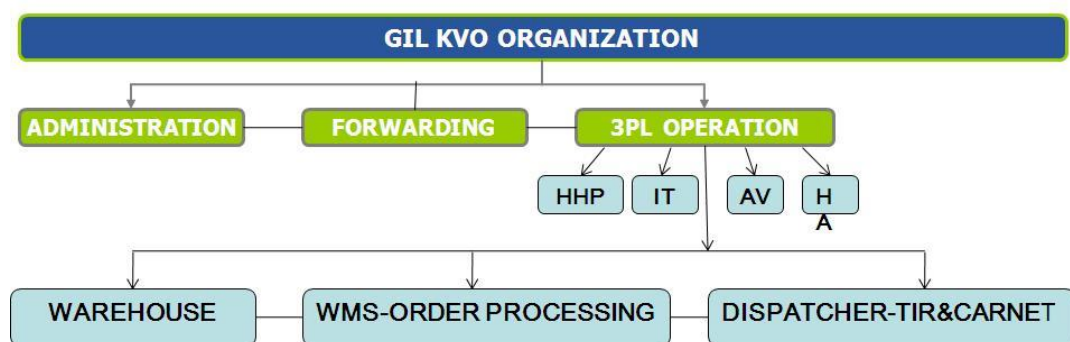 GIL KVO ORGANIZATION
ADMINISTRATION
FORWARDING
3PL OPERATION
HHP
IT
AV
H
A
WAREHOUSE
WMS-ORDER PROCESSING
DISPATCHER-TIR&CARNET